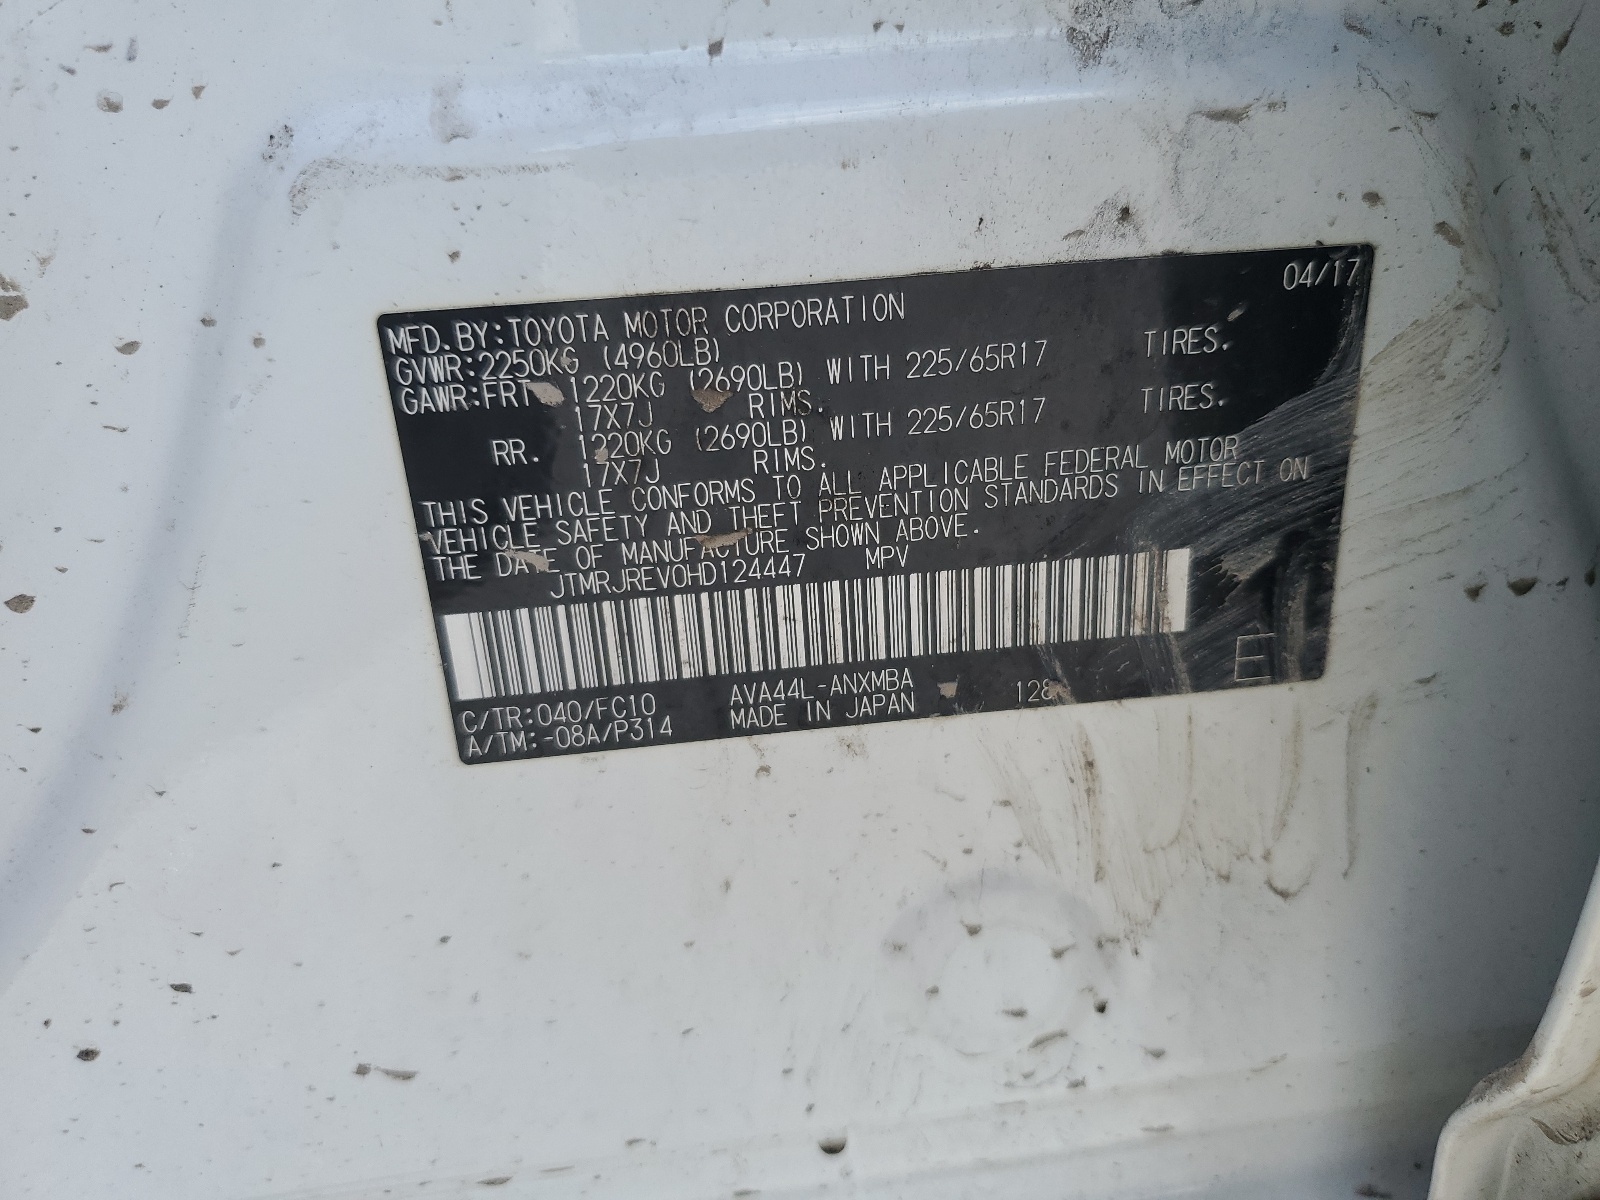 04/17
MFD.BY:TOYOTA MOTOR CORPORATION
GVWR:2250KG (4960LB)
GAWR:FRT 1220KG (2690LB) WITH 225/65R17 TIRES.
17X7J RIMS.
RR. 1220KG (2690LB) WITH 225/65R17 TIRES.
17X7J RIMS.
THIS VEHICLE CONFORMS TO ALL APPLICABLE FEDERAL MOTOR
VEHICLE SAFETY AND THEFT PREVENTION STANDARDS IN EFFECT ON
THE DATE OF MANUFACTURE SHOWN ABOVE.
JTMRJREV0HD124447 MPV
C/TR:040/FC10 AVA44L-ANXMBA 128
A/TM:-08A/P314 MADE IN JAPAN
E